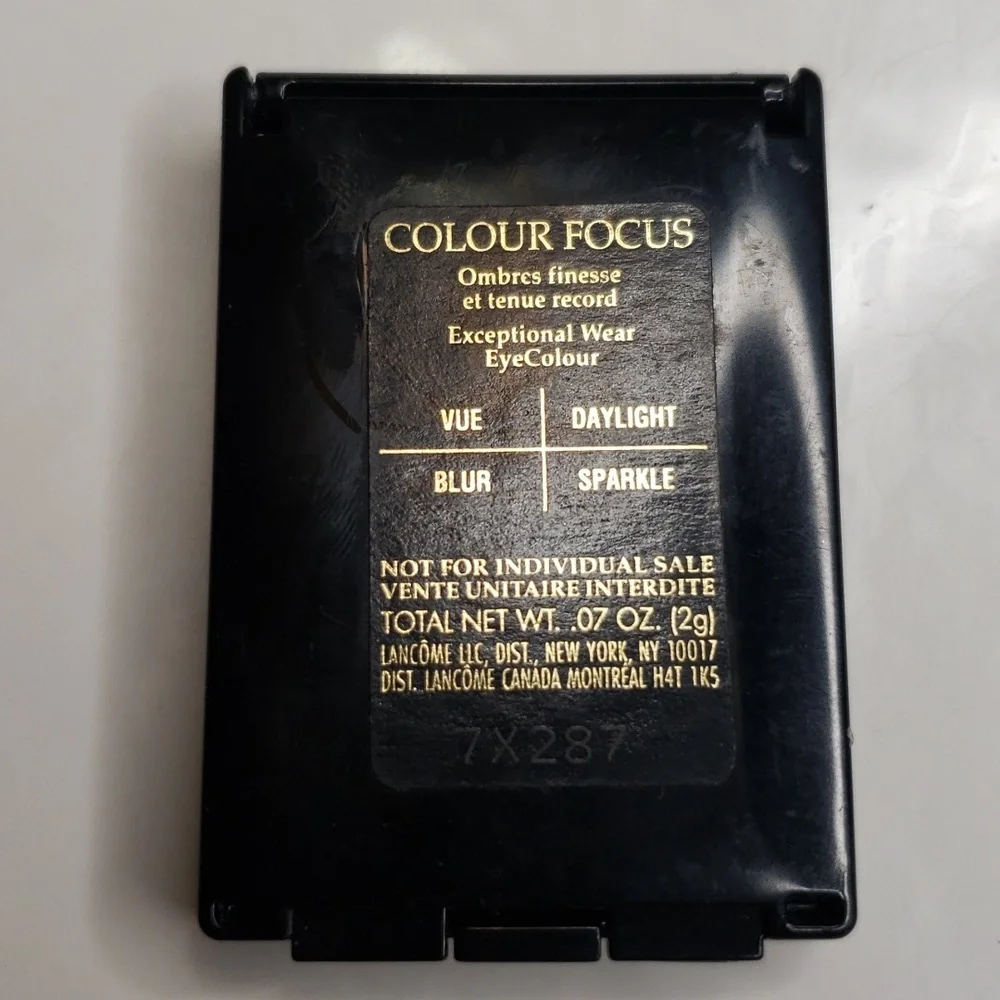 COLOUR FOCUS
Ombres finesse
et tenue record
Exceptional Wear
EyeColour
VUE DAYLIGHT
BLUR SPARKLE
NOT FOR INDIVIDUAL SALE
VENTE UNITAIRE INTERDITE
TOTAL NET WT. .07 OZ. (2g)
LANCÔME LLC, DIST., NEW YORK, NY 10017
DIST. LANCÔME CANADA MONTRÉAL H4T 1K5
7X287